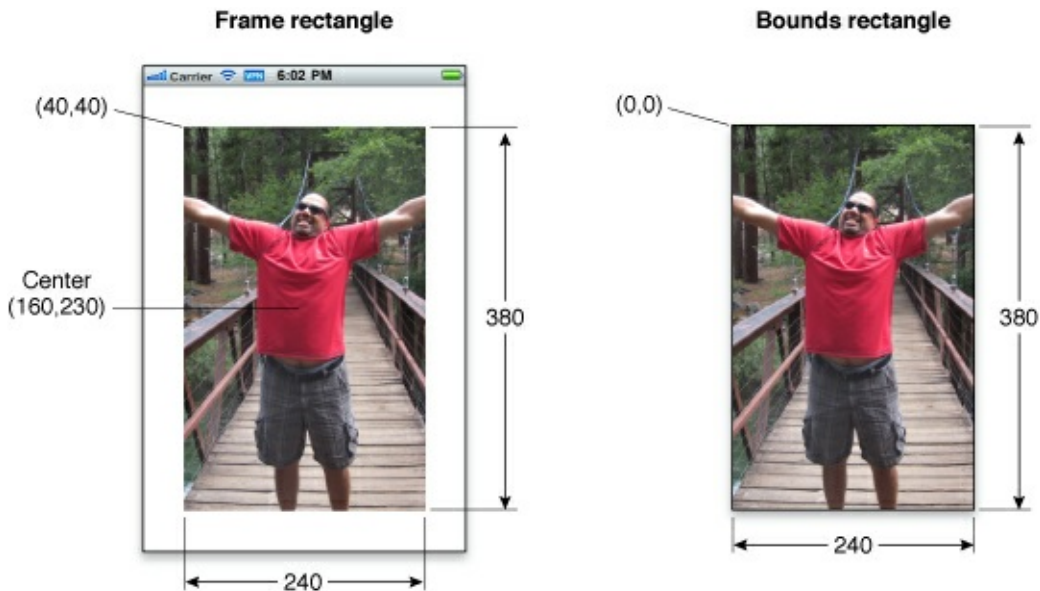 Frame rectangle
Bounds rectangle
Carrier VPN 6:02 PM
(40,40)
(0,0)
Center
(160,230)
380
380
240
240